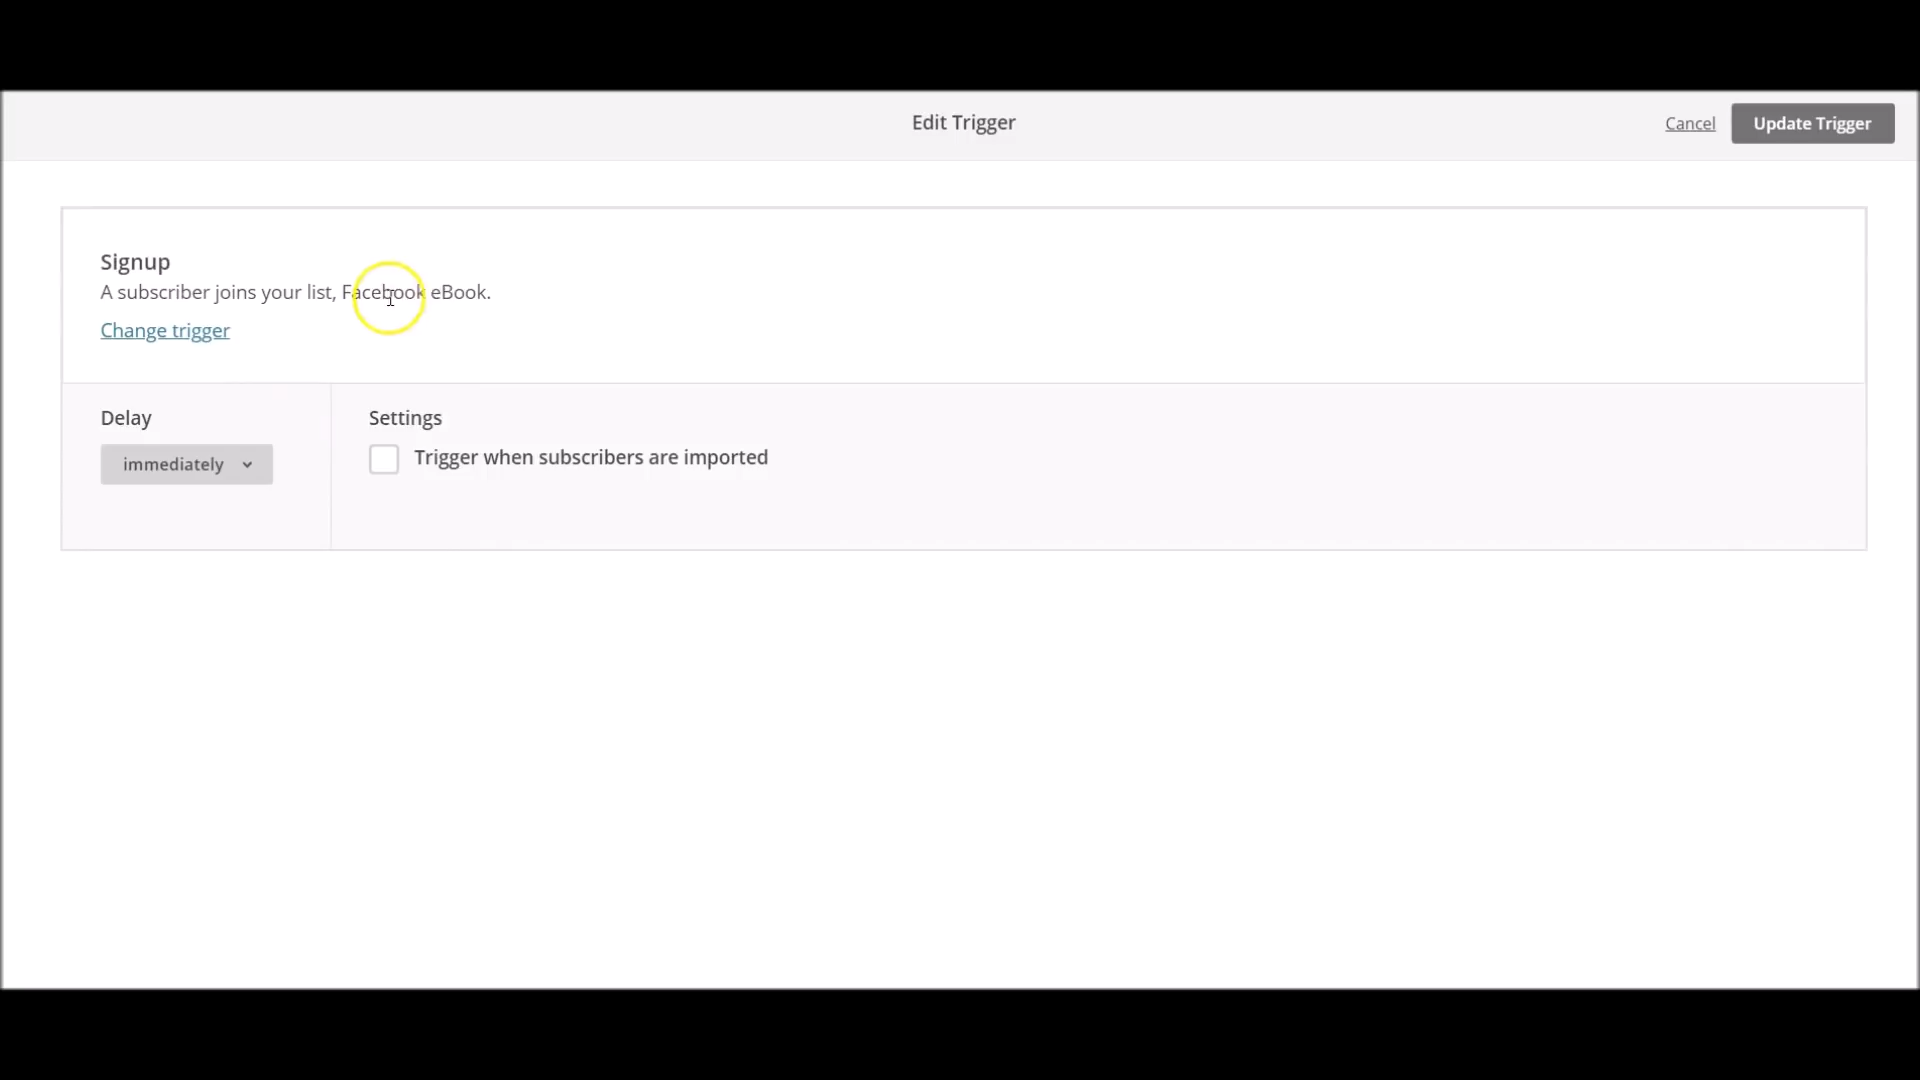 Edit Trigger
Cancel
Update Trigger
Signup
A subscriber joins your list, Facebook eBook.
Change trigger
Delay
Settings
immediately
Trigger when subscribers are imported